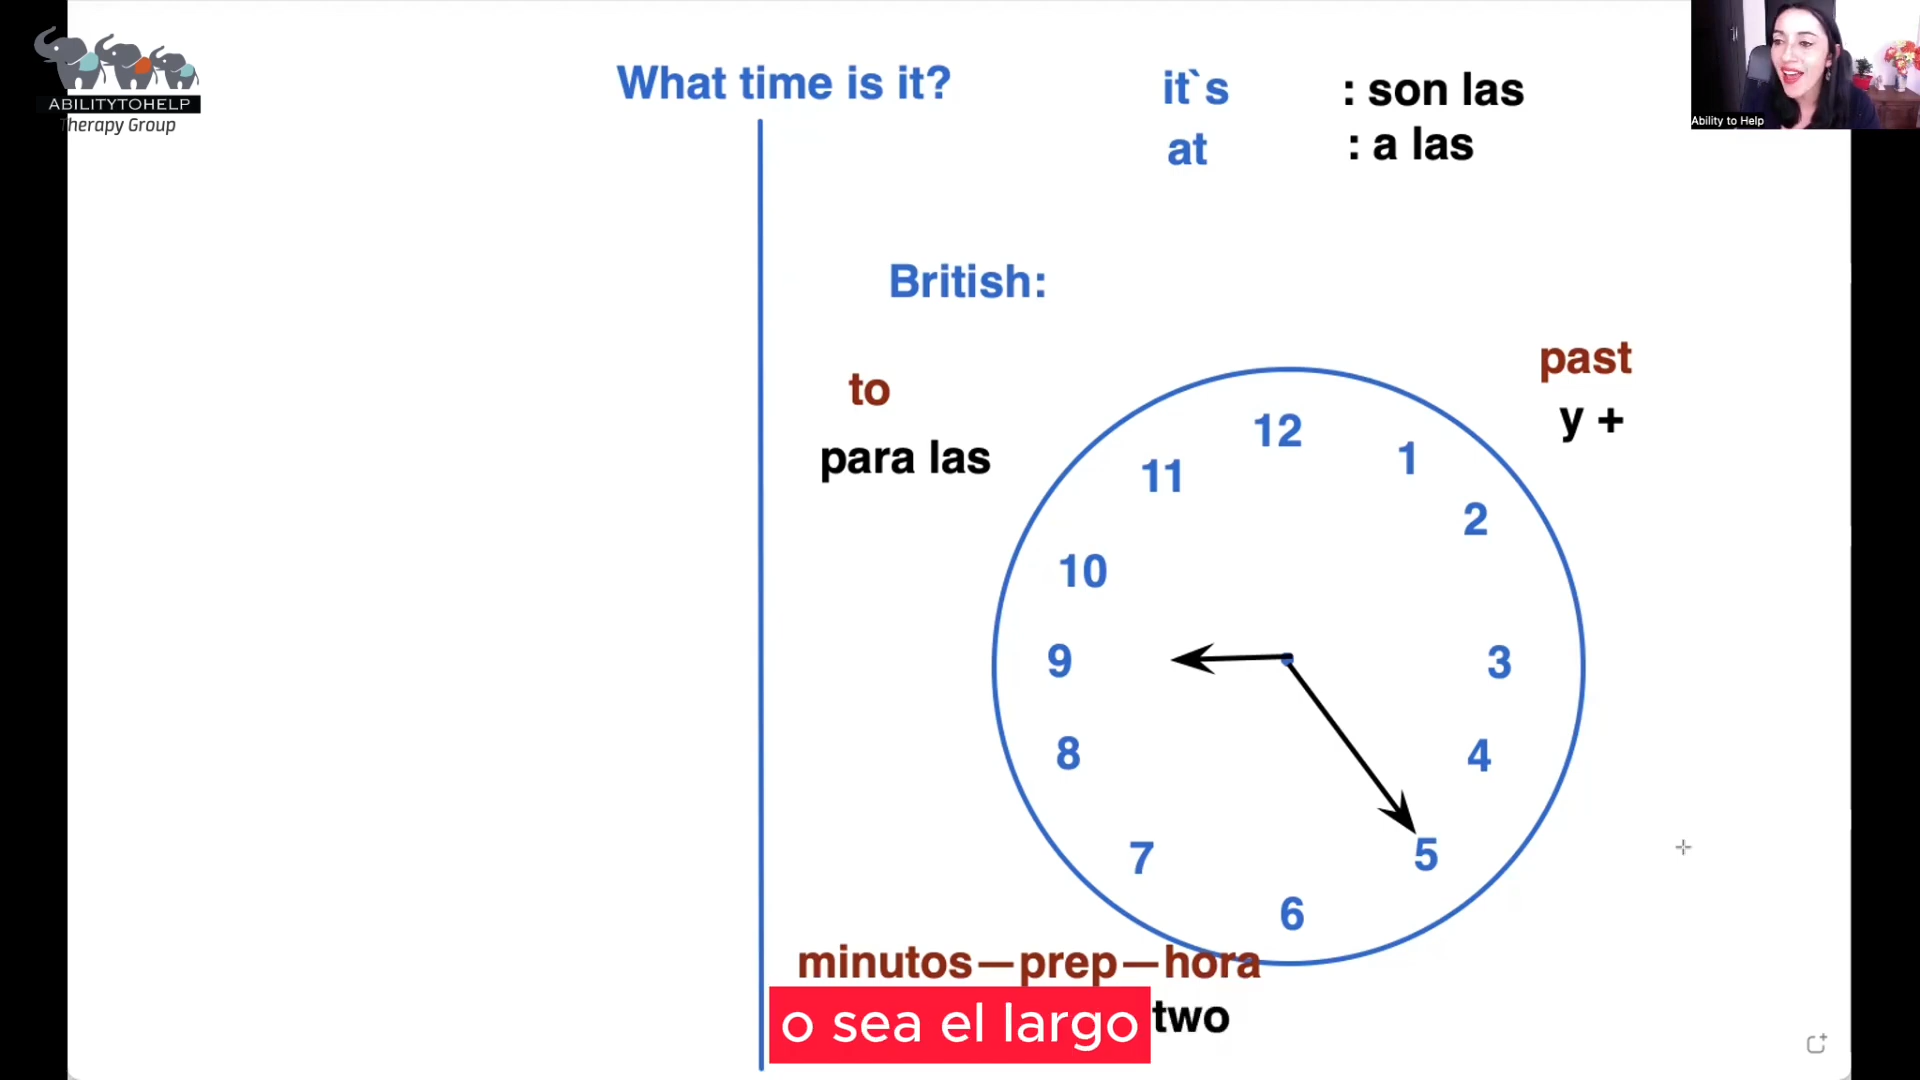 ABILITYTOHELP
Therapy Group
What time is it?
it`s : son las
at : a las
Ability to Help
British:
to
para las
past
y +
12
1
2
3
4
5
6
7
8
9
10
11
minutos—prep—hora
two
o sea el largo